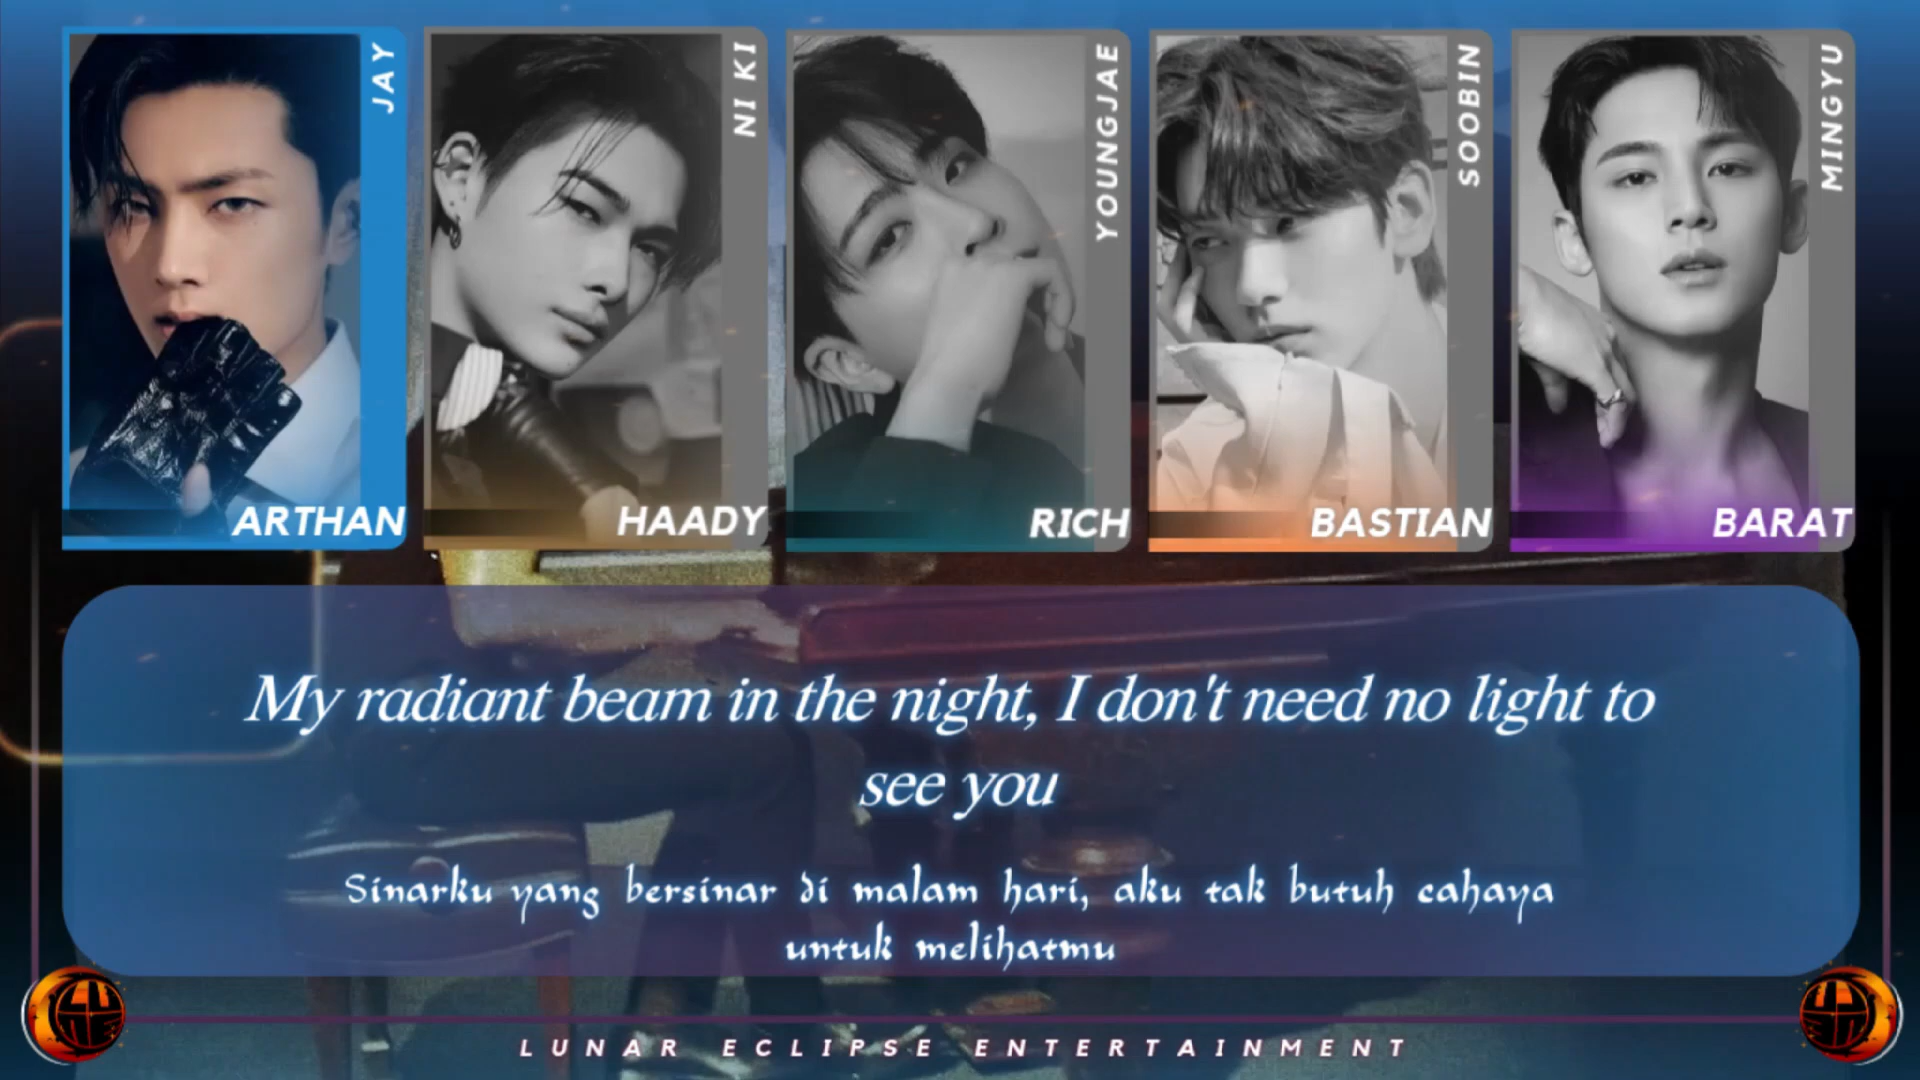 JAY
NI KI
YOUNGJAE
SOOBIN
MINGYU
ARTHAN
HAADY
RICH
BASTIAN
BARAT
My radiant beam in the night, I don't need no light to
see you
Sinarku yang bersinar di malam hari, aku tak butuh cahaya
untuk melihatmu
LUNAR ECLIPSE ENTERTAINMENT